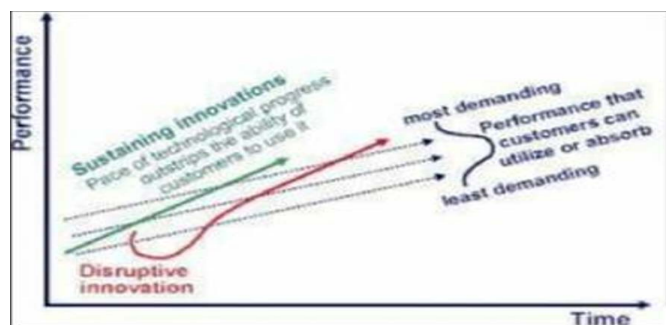 Performance
Sustaining innovations
Pace of technological progress
outstrips the ability of
customers to use it
most demanding
Performance that
customers can
utilize or absorb
least demanding
Disruptive
innovation
Time